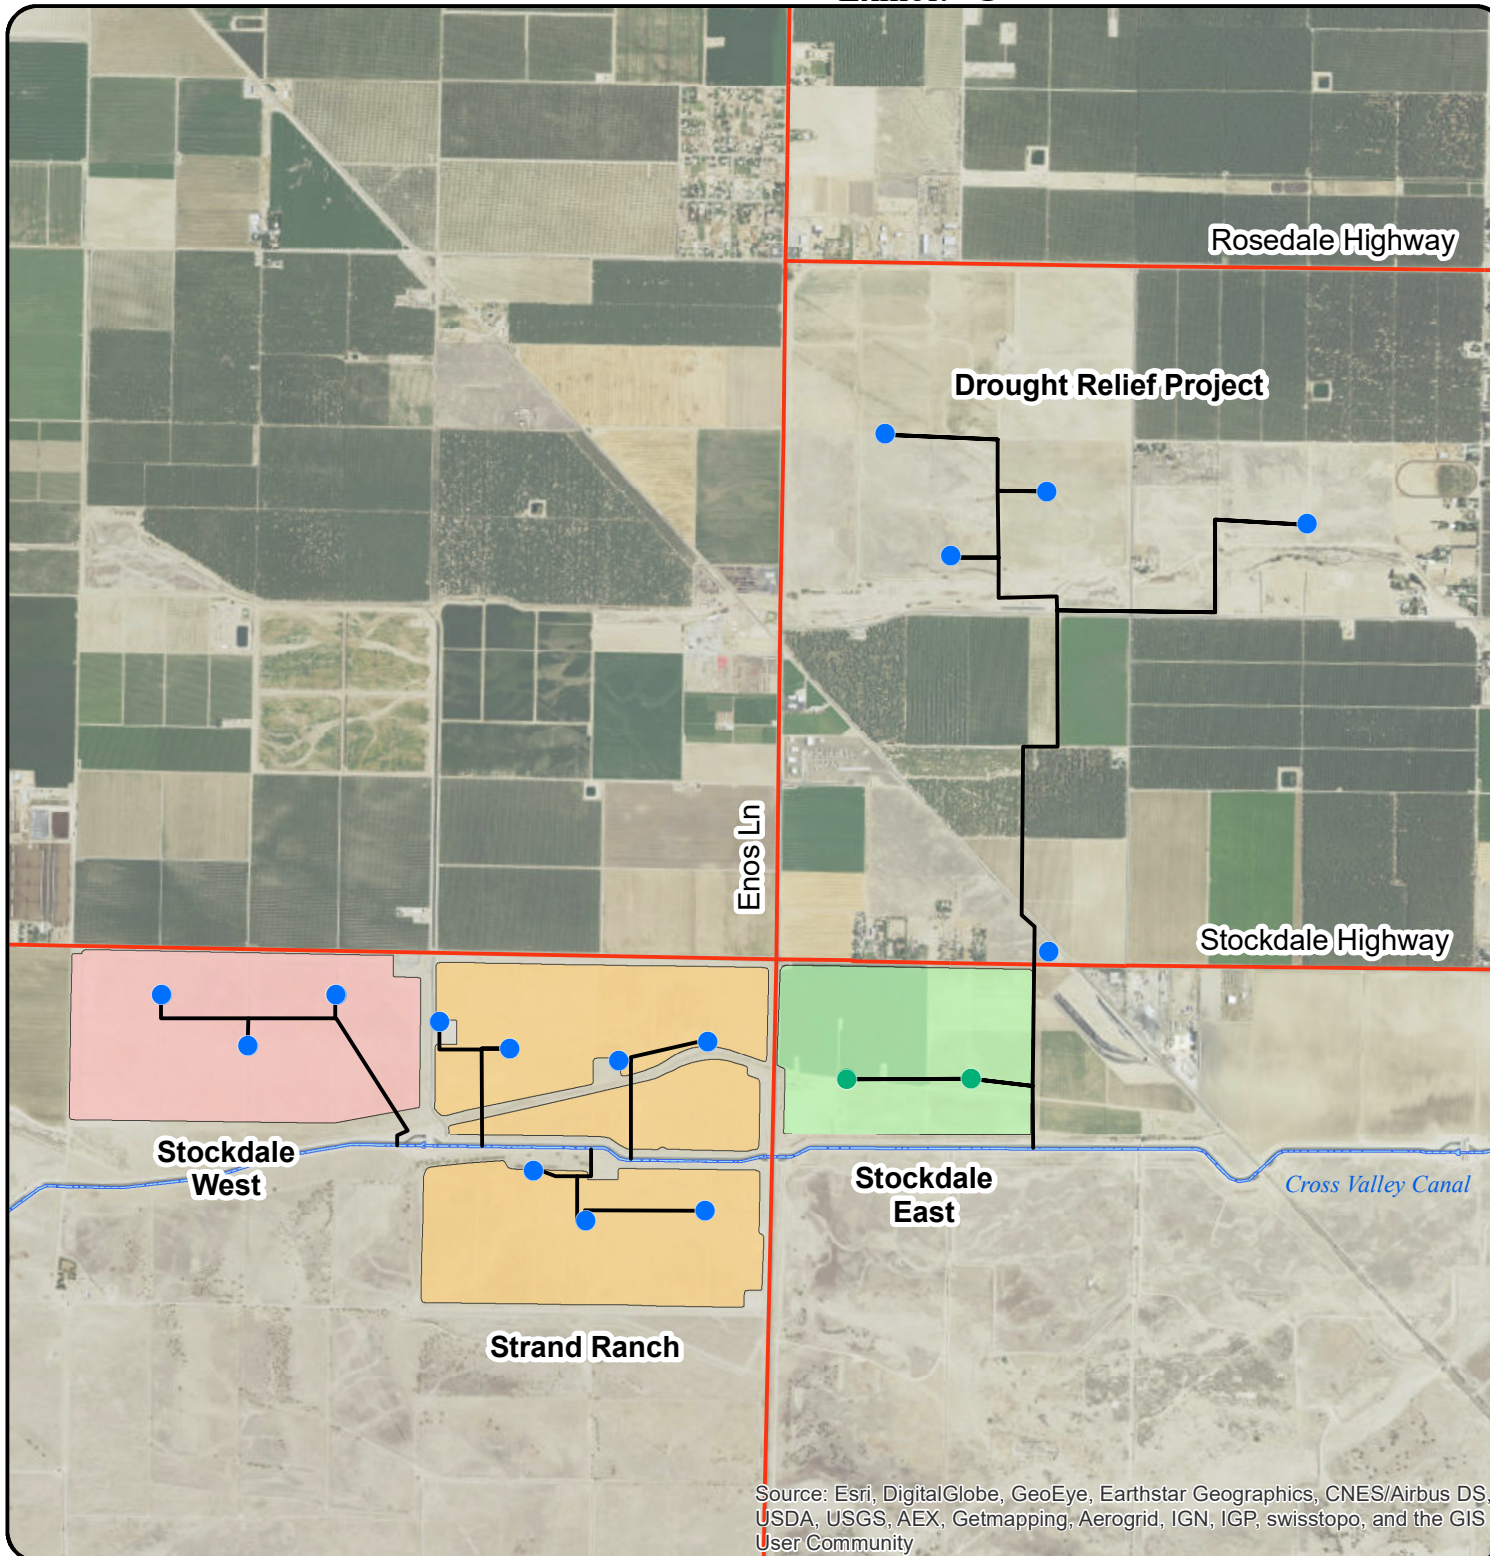 Rosedale Highway
Drought Relief Project
Enos Ln
Stockdale Highway
Stockdale
West
Stockdale
East
Cross Valley Canal
Strand Ranch
Source: Esri, DigitalGlobe, GeoEye, Earthstar Geographics, CNES/Airbus DS,
USDA, USGS, AEX, Getmapping, Aerogrid, IGN, IGP, swisstopo, and the GIS
User Community